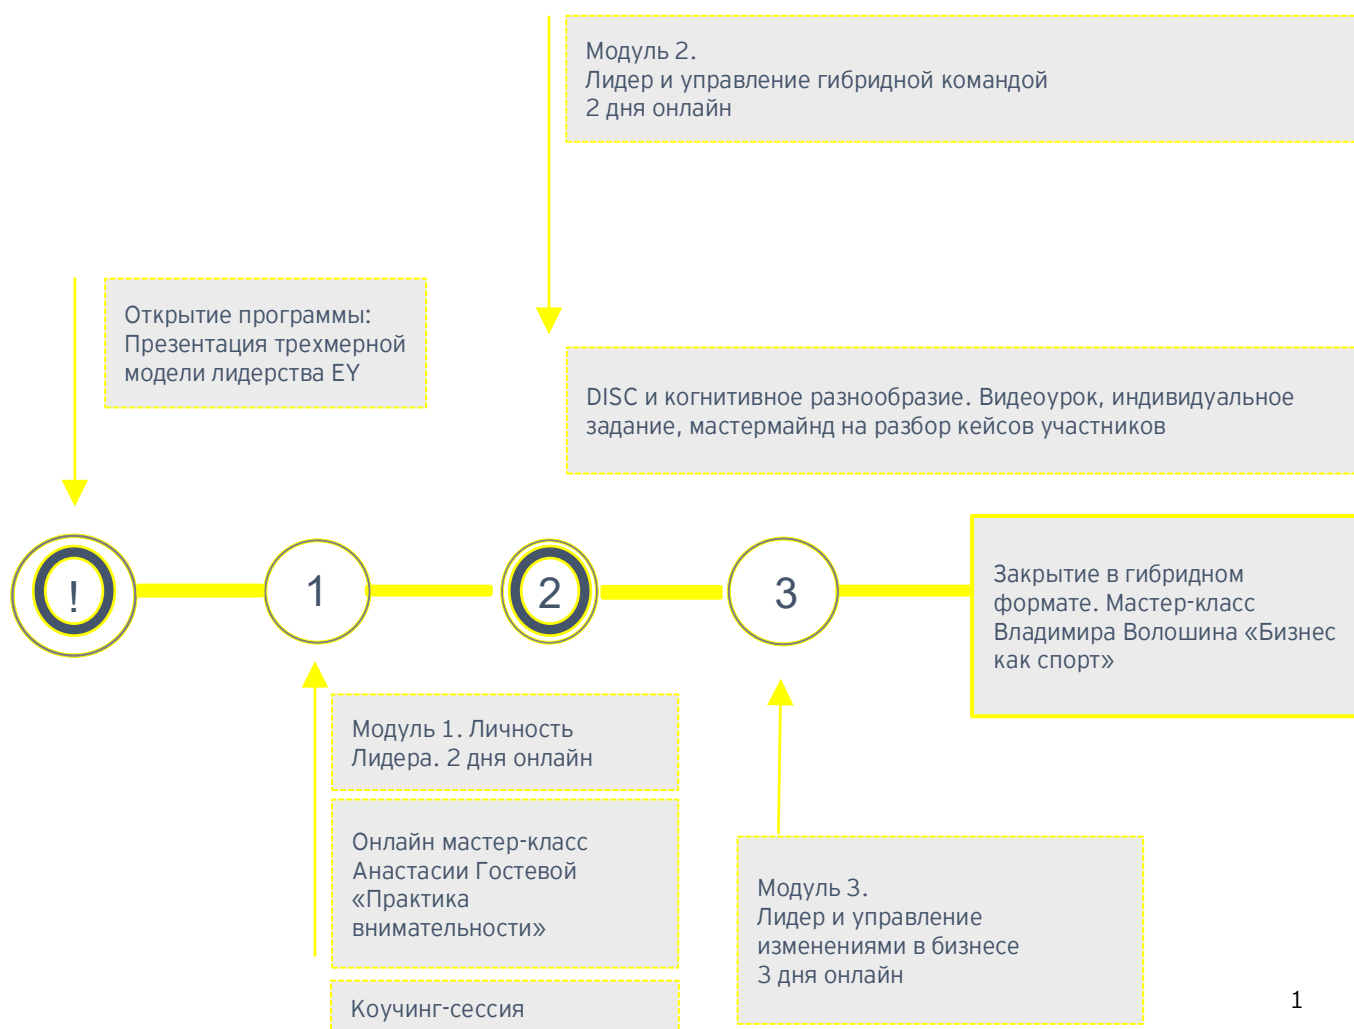 Модуль 2.
Лидер и управление гибридной командой
2 дня онлайн
Открытие программы:
Презентация трехмерной
модели лидерства EY
DISC и когнитивное разнообразие. Видеоурок, индивидуальное
задание, мастермайнд на разбор кейсов участников
!
1
2
3
Закрытие в гибридном
формате. Мастер-класс
Владимира Волошина «Бизнес
как спорт»
Модуль 1. Личность
Лидера. 2 дня онлайн
Онлайн мастер-класс
Анастасии Гостевой
«Практика
внимательности»
Коучинг-сессия
Модуль 3.
Лидер и управление
изменениями в бизнесе
3 дня онлайн
1